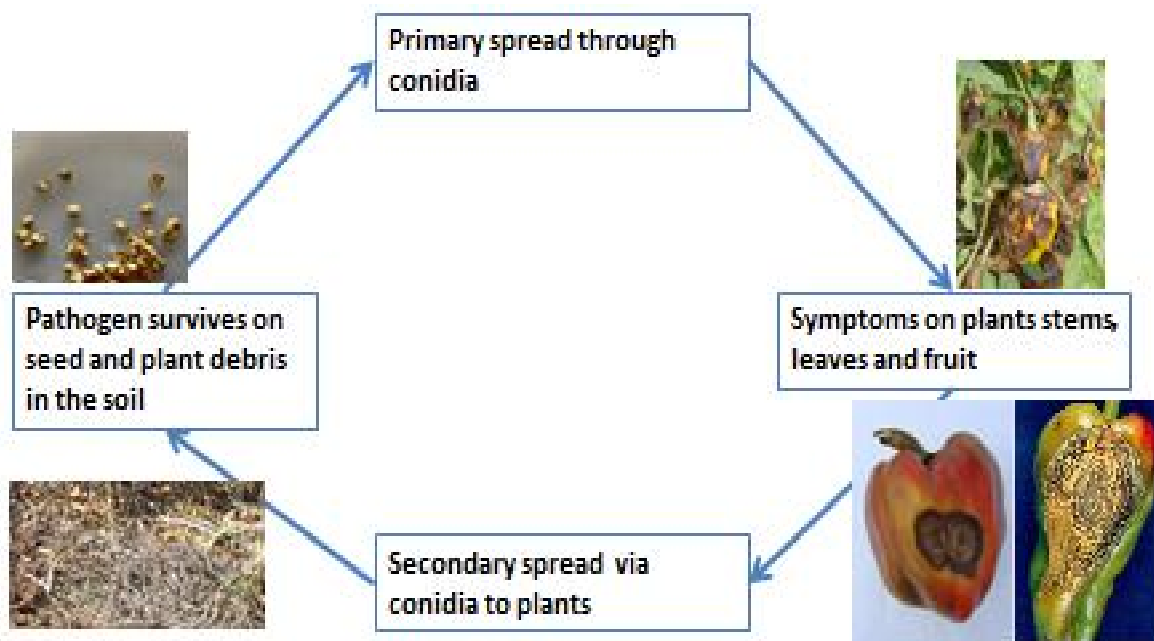 Primary spread through
conidia
Pathogen survives on
seed and plant debris
in the soil
Symptoms on plants stems,
leaves and fruit
Secondary spread via
conidia to plants